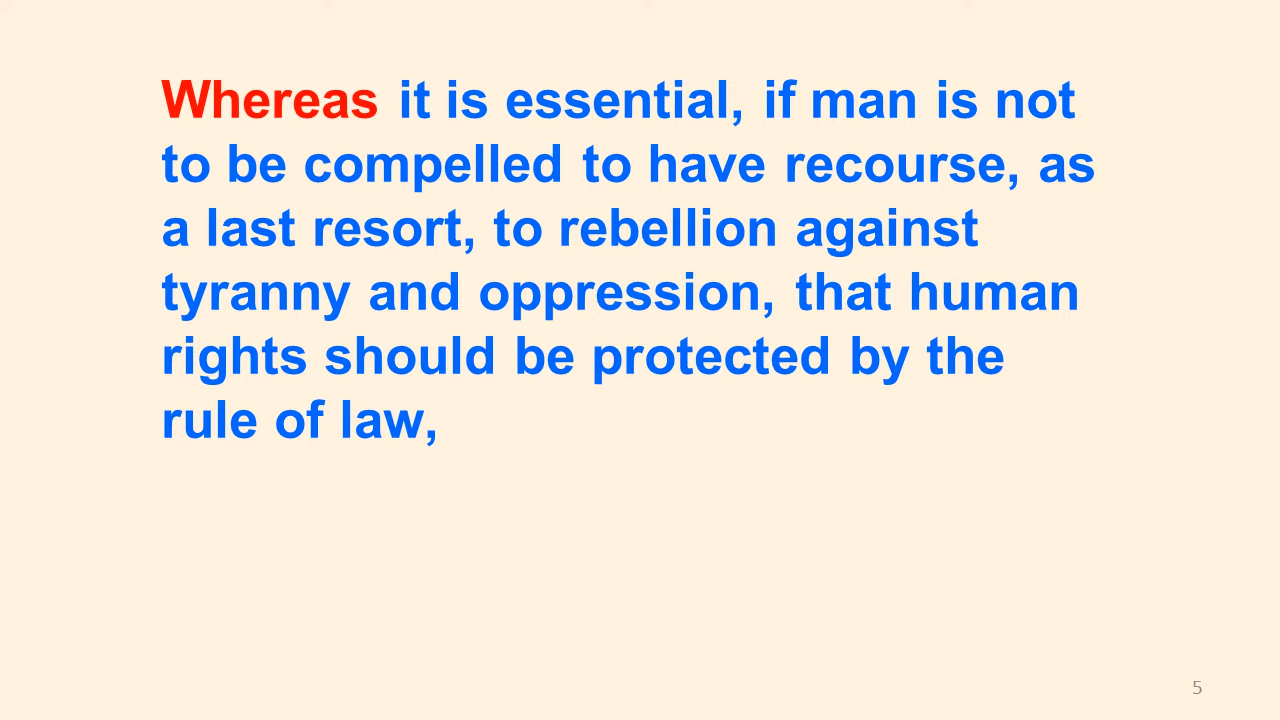 Whereas it is essential, if man is not
to be compelled to have recourse, as
a last resort, to rebellion against
tyranny and oppression, that human
rights should be protected by the
rule of law,
5